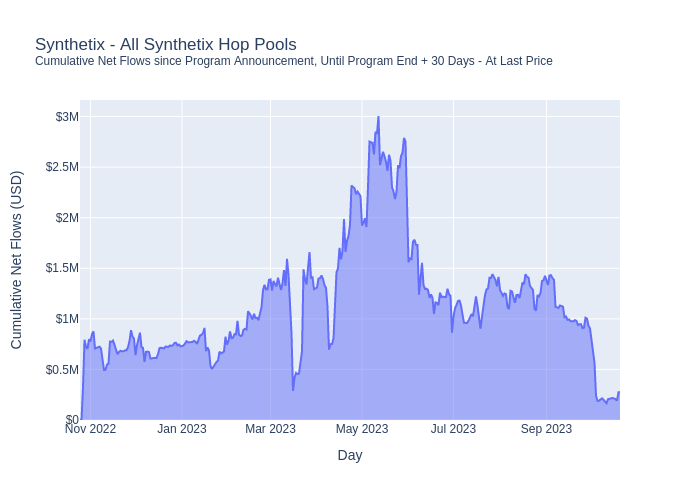 Synthetix - All Synthetix Hop Pools
Cumulative Net Flows since Program Announcement, Until Program End + 30 Days - At Last Price
$3M
$2.5M
$2M
$1.5M
$1M
$0.5M
$0
Cumulative Net Flows (USD)
Nov 2022 Jan 2023 Mar 2023 May 2023 Jul 2023 Sep 2023
Day